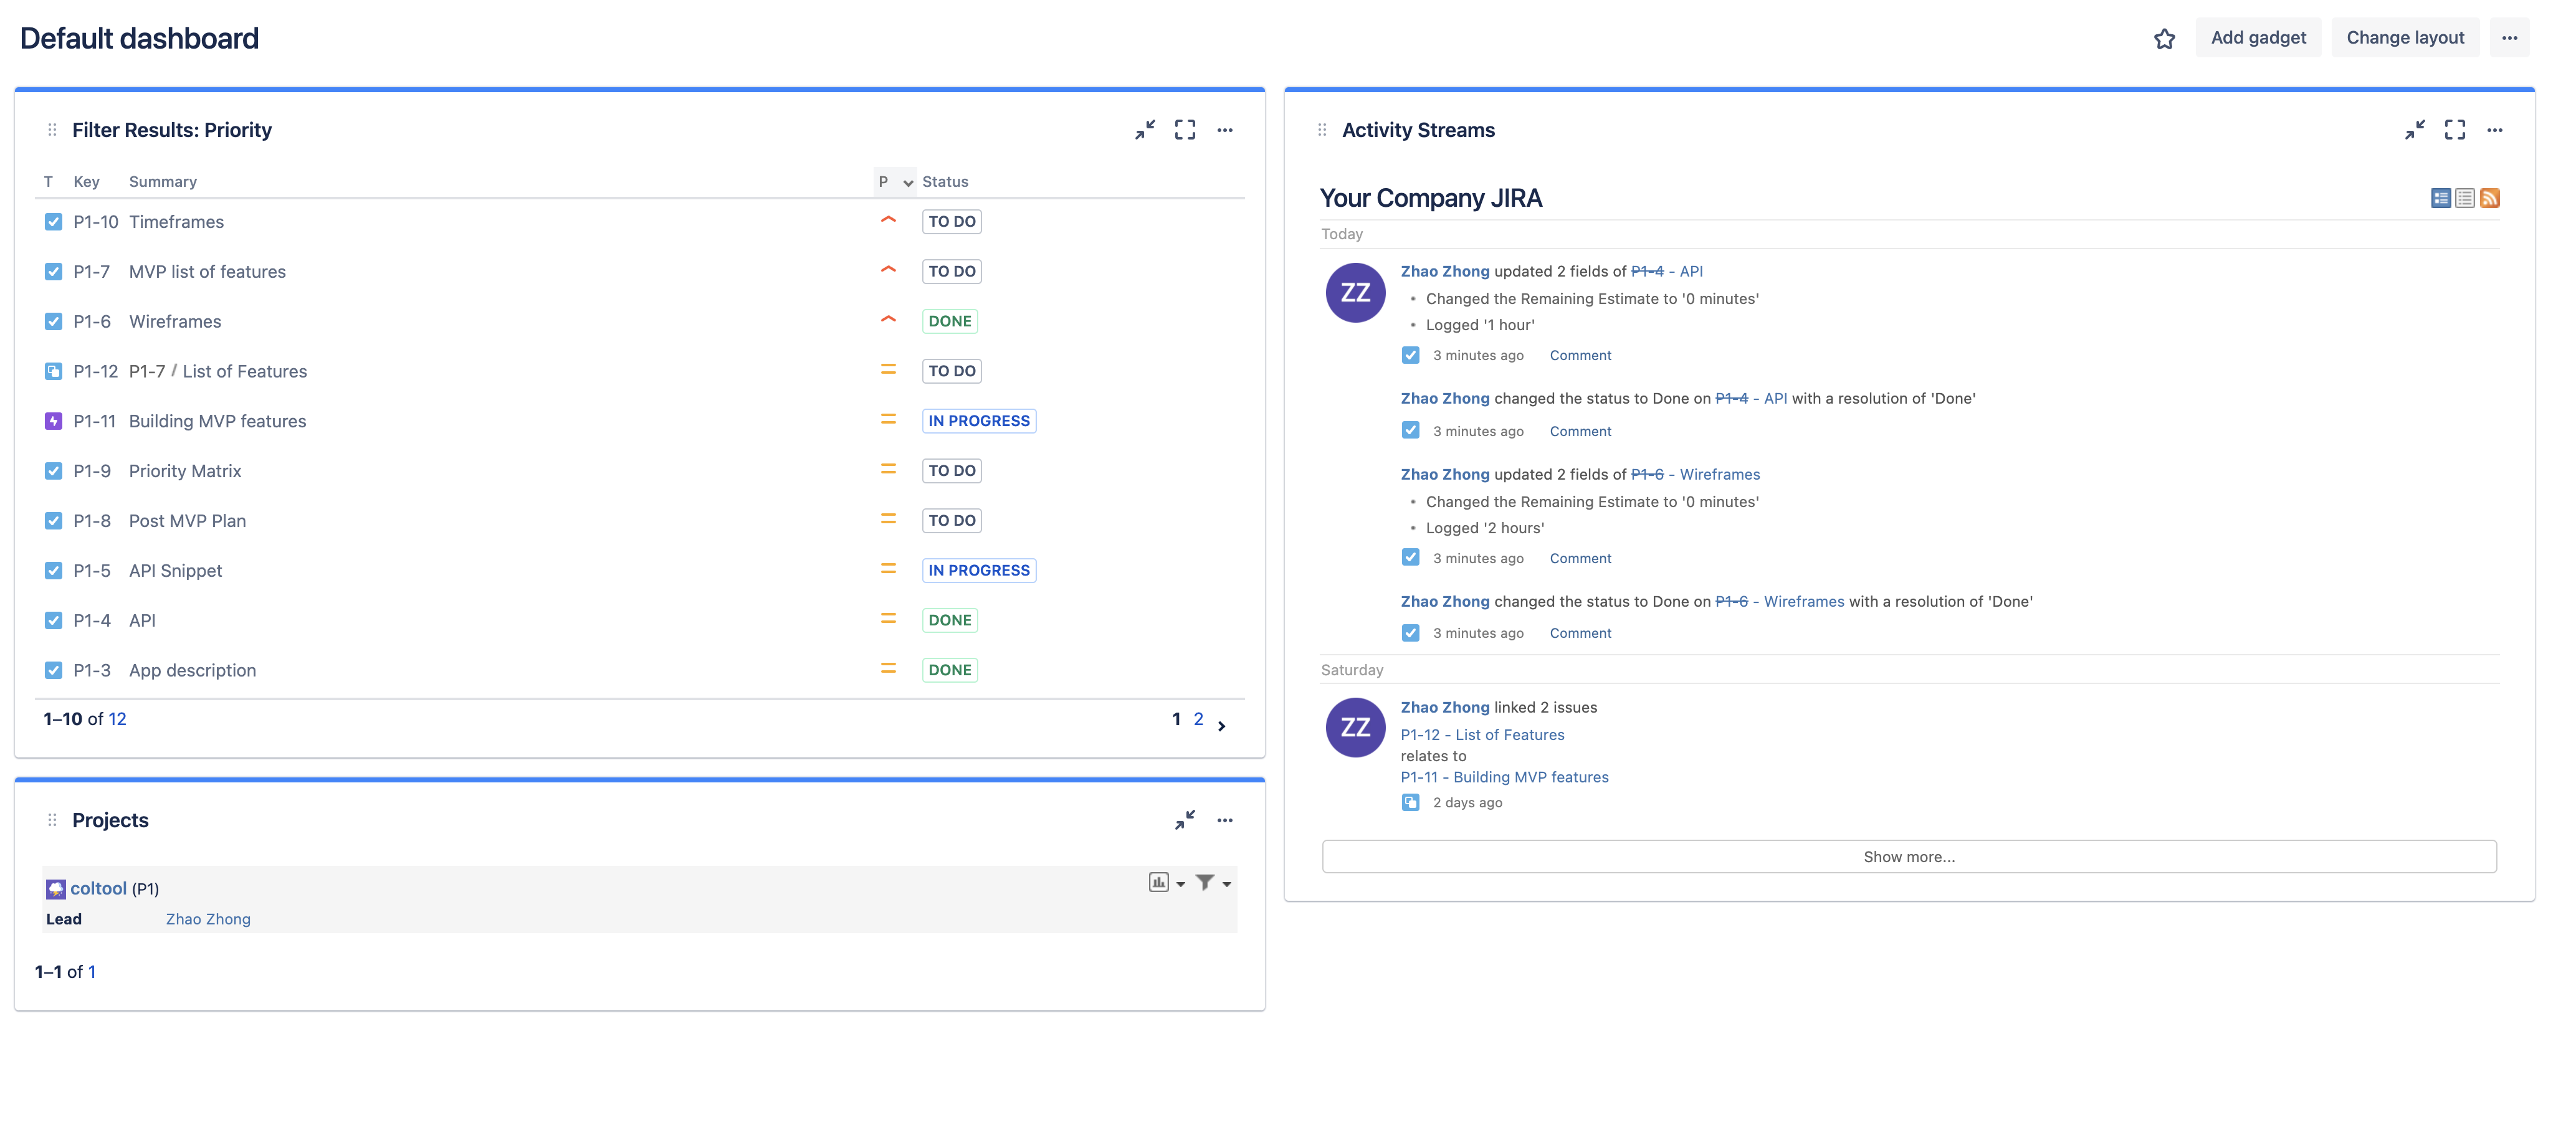 Default dashboard
Add gadget
Change layout
Filter Results: Priority
T Key Summary P Status
P1-10 Timeframes TO DO
P1-7 MVP list of features TO DO
P1-6 Wireframes DONE
P1-12 P1-7 / List of Features TO DO
P1-11 Building MVP features IN PROGRESS
P1-9 Priority Matrix TO DO
P1-8 Post MVP Plan TO DO
P1-5 API Snippet IN PROGRESS
P1-4 API DONE
P1-3 App description DONE
1–10 of 12 1 2
Projects
coltool (P1)
Lead Zhao Zhong
1–1 of 1
Activity Streams
Your Company JIRA
Today
ZZ
Zhao Zhong updated 2 fields of P1-4 - API
• Changed the Remaining Estimate to '0 minutes'
• Logged '1 hour'
3 minutes ago Comment
Zhao Zhong changed the status to Done on P1-4 - API with a resolution of 'Done'
3 minutes ago Comment
Zhao Zhong updated 2 fields of P1-6 - Wireframes
• Changed the Remaining Estimate to '0 minutes'
• Logged '2 hours'
3 minutes ago Comment
Zhao Zhong changed the status to Done on P1-6 - Wireframes with a resolution of 'Done'
3 minutes ago Comment
Saturday
ZZ
Zhao Zhong linked 2 issues
P1-12 - List of Features
relates to
P1-11 - Building MVP features
2 days ago
Show more...